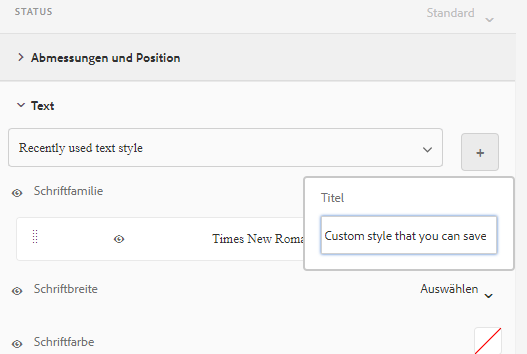 STATUS
Standard
Abmessungen und Position
Text
Recently used text style
+
Schriftfamilie
Titel
Times New Roma
Custom style that you can save
Schriftbreite
Auswählen
Schriftfarbe